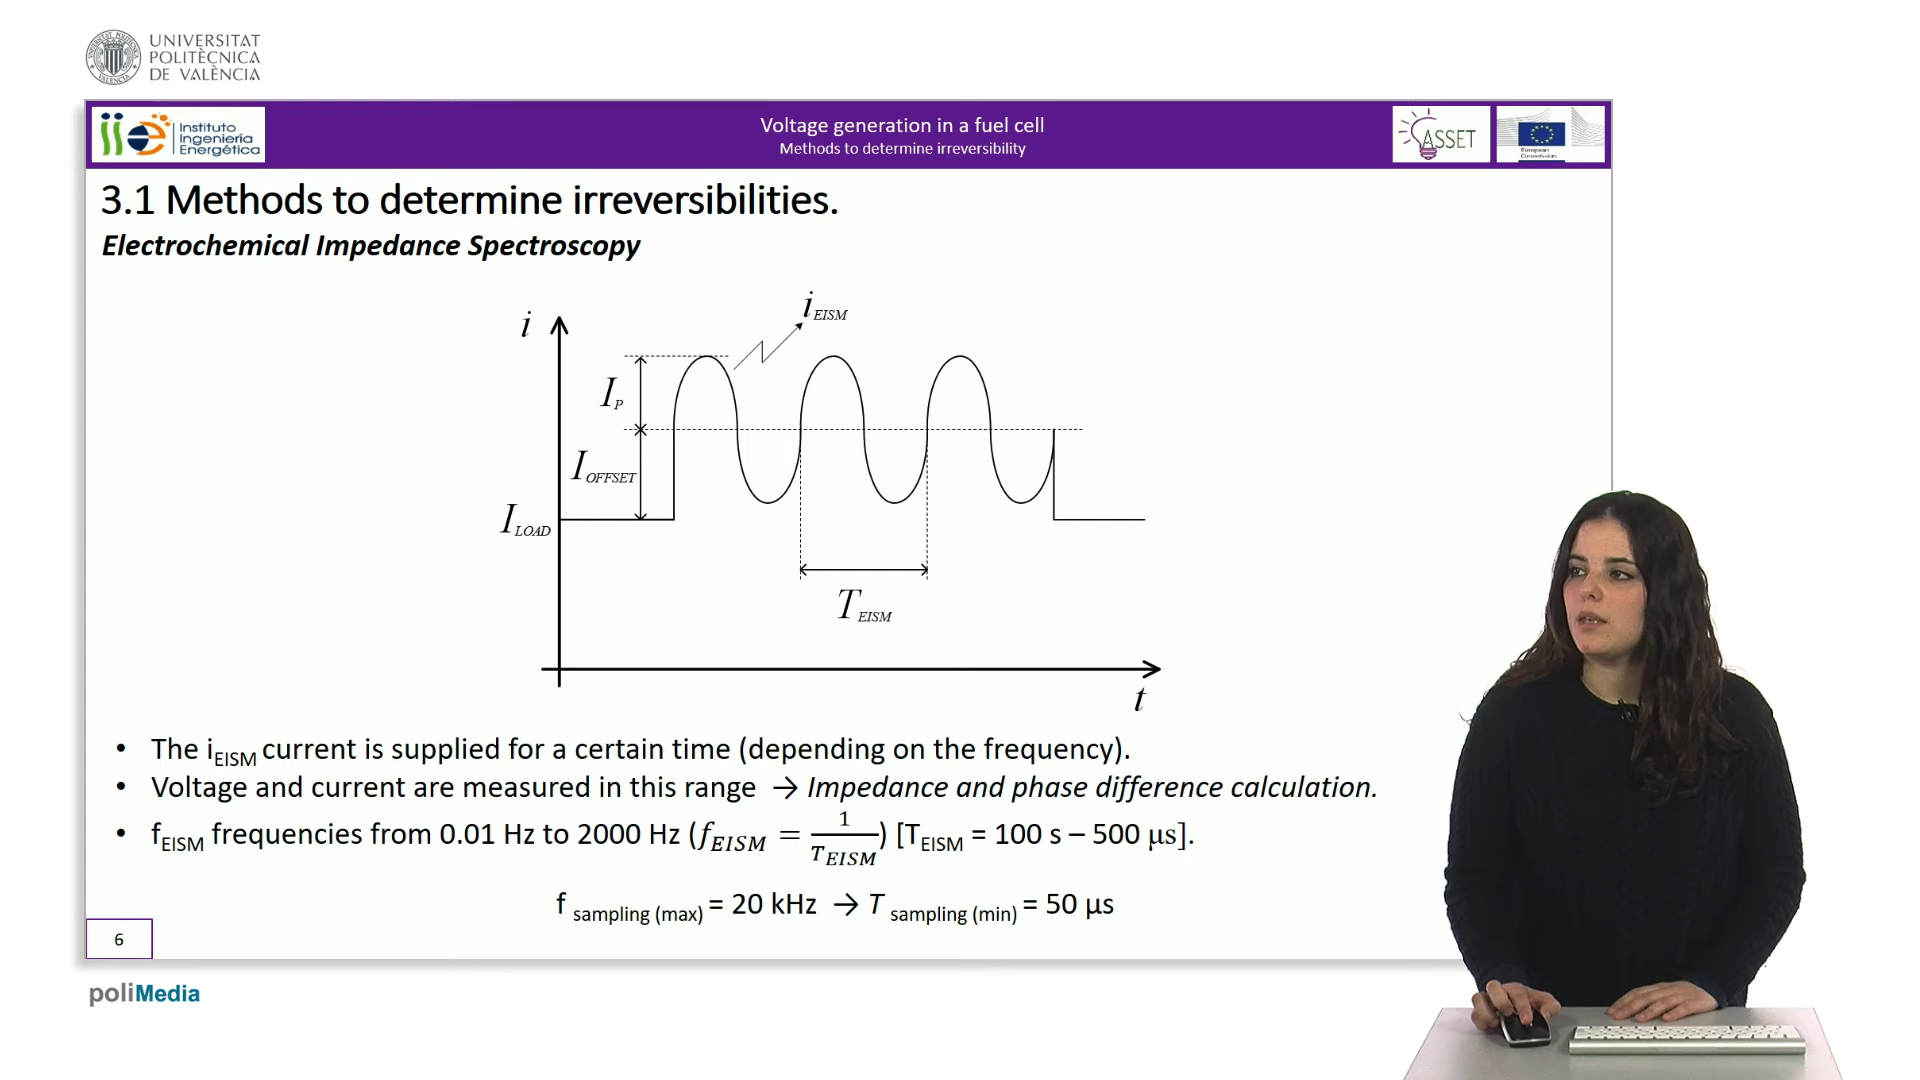 UNIVERSITAT
POLITÈCNICA
DE VALÈNCIA
Instituto
Ingeniería
Energética
Voltage generation in a fuel cell
Methods to determine irreversibility
ASSET
European
Commission
3.1 Methods to determine irreversibilities.
Electrochemical Impedance Spectroscopy
i
iEISM
IP
IOFFSET
ILOAD
TEISM
t
• The iEISM current is supplied for a certain time (depending on the frequency).
• Voltage and current are measured in this range → Impedance and phase difference calculation.
• fEISM frequencies from 0.01 Hz to 2000 Hz (fEISM = 1/TEISM) [TEISM = 100 s – 500 µs].
f sampling (max) = 20 kHz → T sampling (min) = 50 µs
6
poliMedia